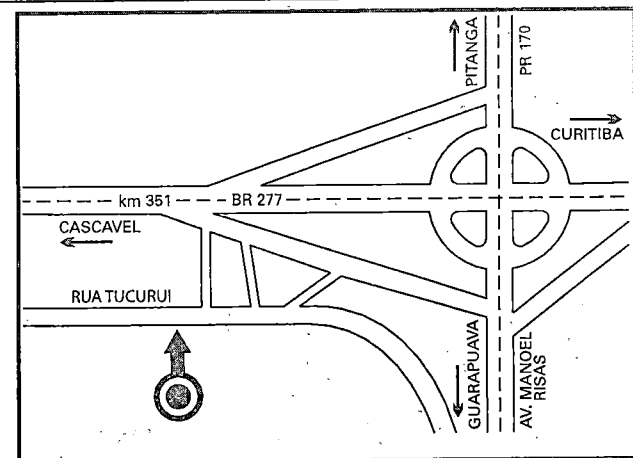 PITANGA
PR 170
CURITIBA
km 351
BR 277
CASCAVEL
RUA TUCURUI
GUARAPUAVA
AV. MANOEL
RISAS